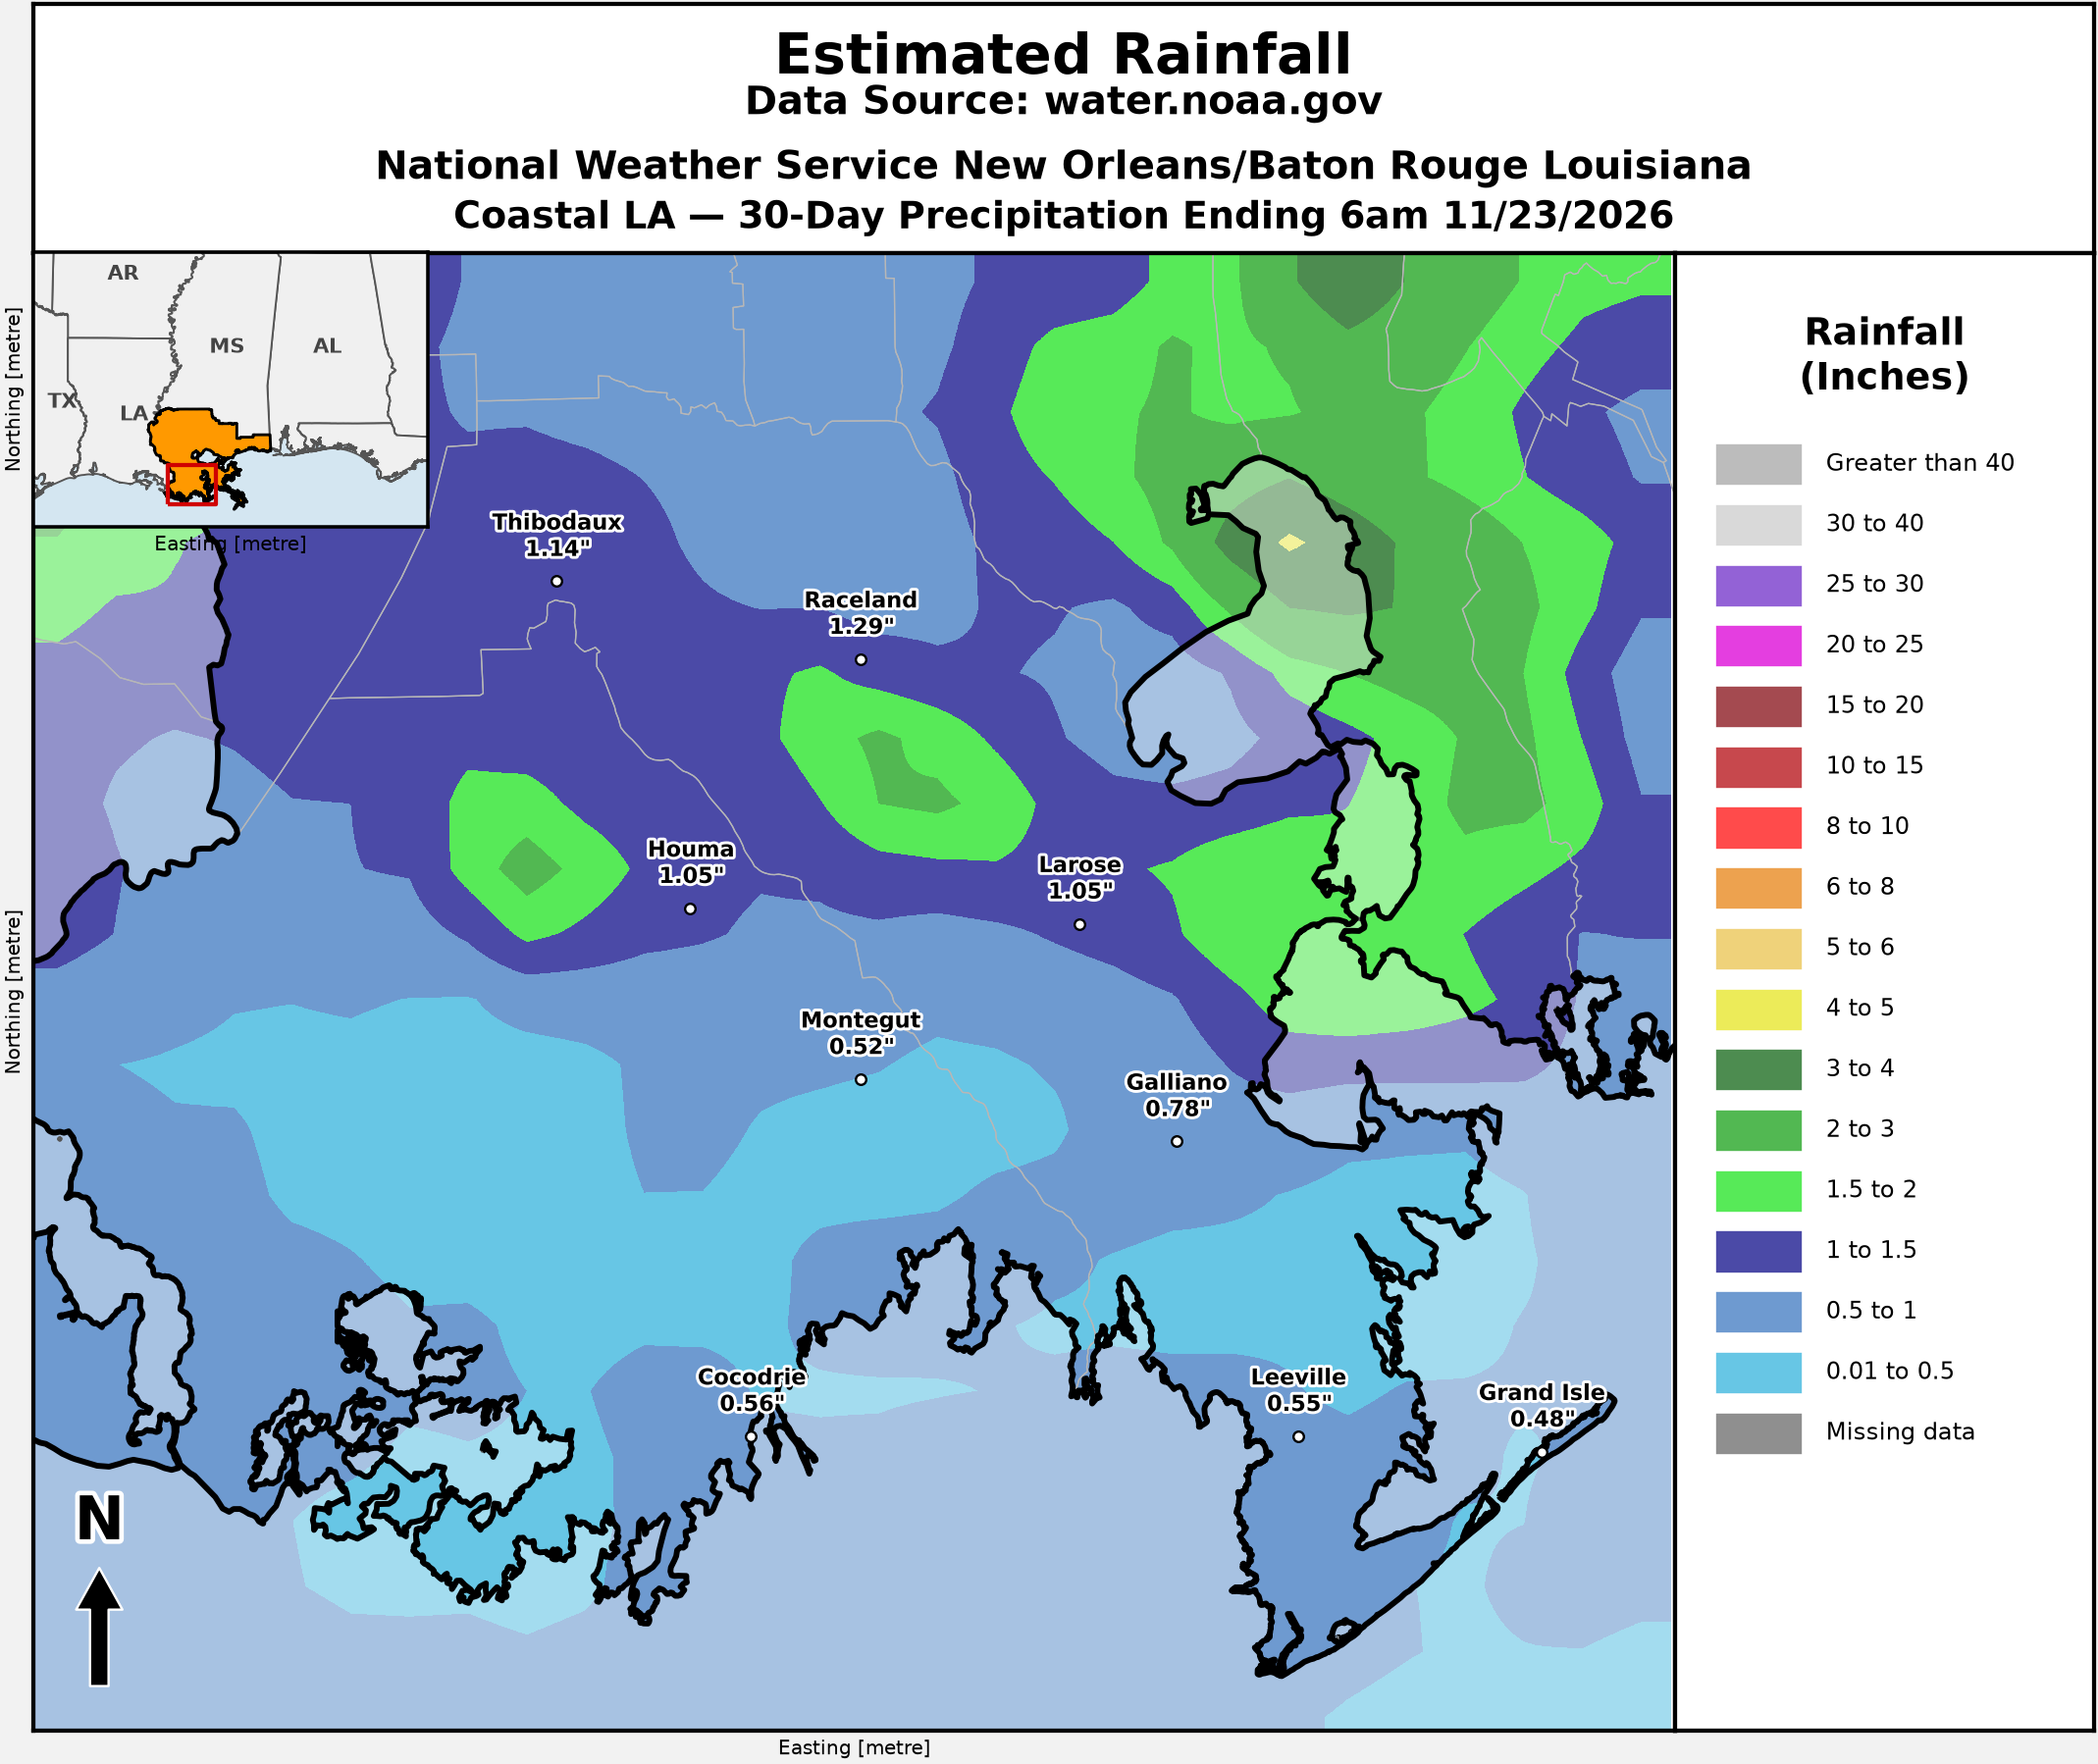 Estimated Rainfall
Data Source: water.noaa.gov
National Weather Service New Orleans/Baton Rouge Louisiana
Coastal LA — 30-Day Precipitation Ending 6am 11/23/2026
Northing [metre]
AR
MS
AL
TX
LA
Easting [metre]
Thibodaux
1.14"
Raceland
1.29"
Houma
1.05"
Larose
1.05"
Northing [metre]
Montegut
0.52"
Galliano
0.78"
Cocodrie
0.56"
Leeville
0.55"
Grand Isle
0.48"
N
Easting [metre]
Rainfall
(Inches)
Greater than 40
30 to 40
25 to 30
20 to 25
15 to 20
10 to 15
8 to 10
6 to 8
5 to 6
4 to 5
3 to 4
2 to 3
1.5 to 2
1 to 1.5
0.5 to 1
0.01 to 0.5
Missing data